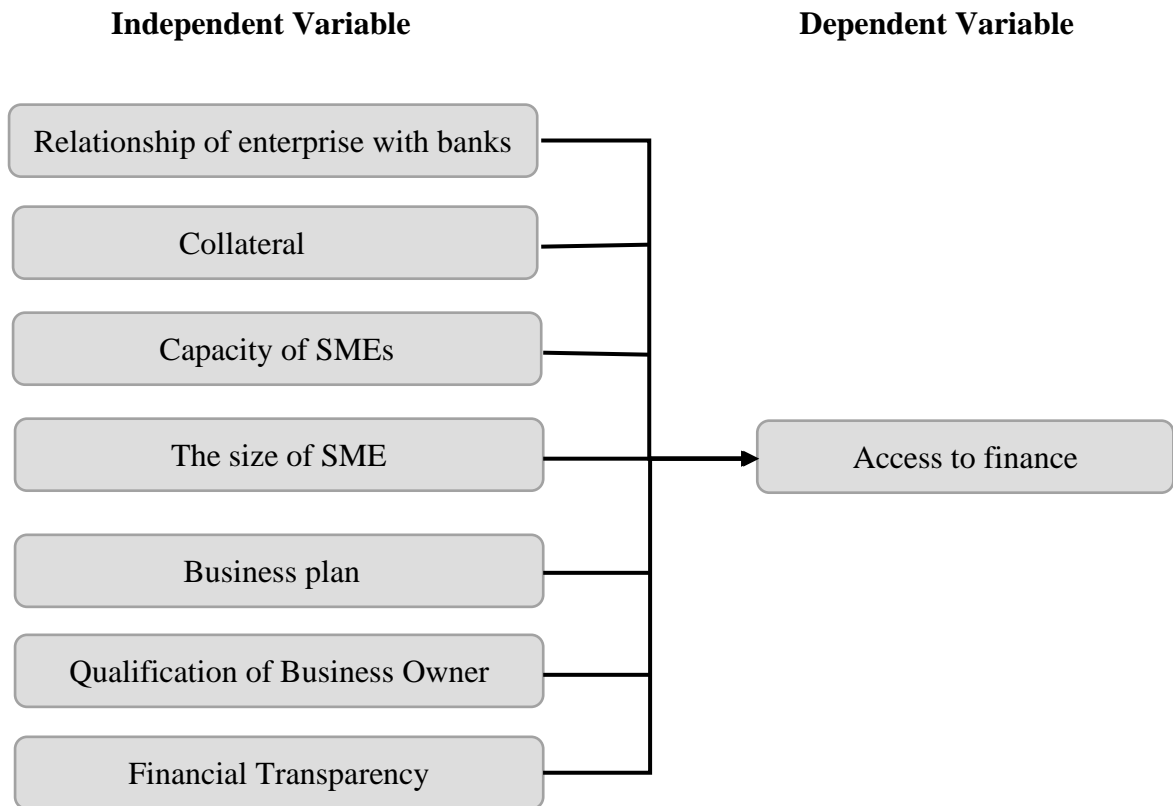 Independent Variable
Dependent Variable
Relationship of enterprise with banks
Collateral
Capacity of SMEs
The size of SME
Access to finance
Business plan
Qualification of Business Owner
Financial Transparency